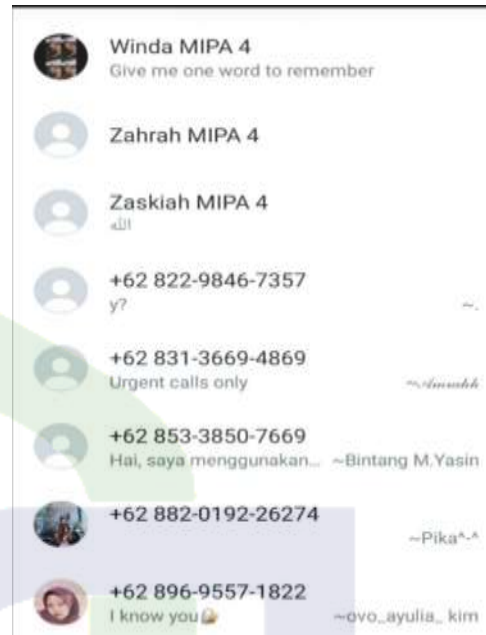 Winda MIPA 4
Give me one word to remember
Zahrah MIPA 4
Zaskiah MIPA 4
الله
+62 822-9846-7357
y? ~.
+62 831-3669-4869
Urgent calls only
+62 853-3850-7669
Hai, saya menggunakan... ~Bintang M.Yasin
+62 882-0192-26274
~Pika^-^
+62 896-9557-1822
I know you🔐 ~ovo_ayulia_ kim